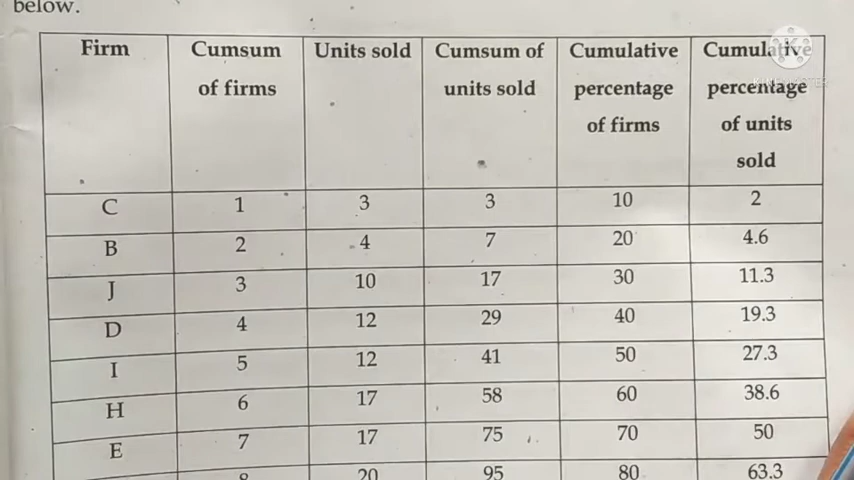 below.
Firm Cumsum of firms Units sold Cumsum of units sold Cumulative percentage of firms Cumulative percentage of units sold
C 1 3 3 10 2
B 2 4 7 20 4.6
J 3 10 17 30 11.3
D 4 12 29 40 19.3
I 5 12 41 50 27.3
H 6 17 58 60 38.6
E 7 17 75 70 50
8 20 95 80 63.3